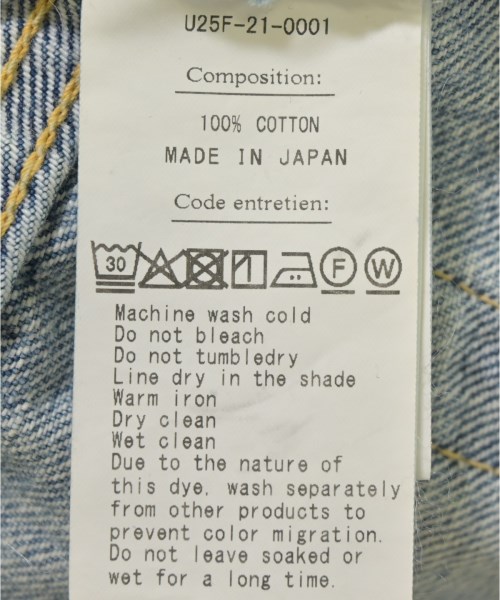 U25F-21-0001
Composition:
100% COTTON
MADE IN JAPAN
Code entretien:
30 F W
Machine wash cold
Do not bleach
Do not tumbledry
Line dry in the shade
Warm iron
Dry clean
Wet clean
Due to the nature of
this dye, wash separately
from other products to
prevent color migration.
Do not leave soaked or
wet for a long time.